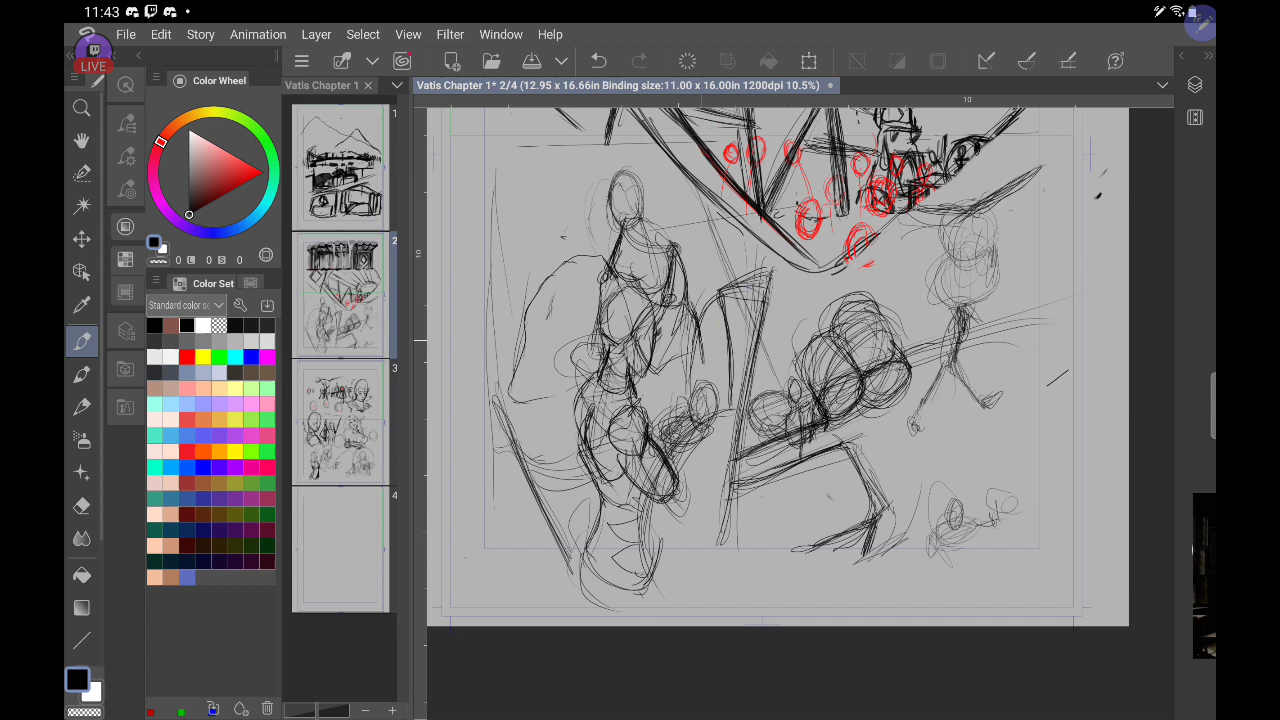 11:43
File Edit Story Animation Layer Select View Filter Window Help
LIVE
Color Wheel
Vatis Chapter 1
Vatis Chapter 1* 2/4 (12.95 x 16.66in Binding size:11.00 x 16.00in 1200dpi 10.5%)
10
1
2
10
0 L 0 S 0
Color Set
Standard color s
3
4